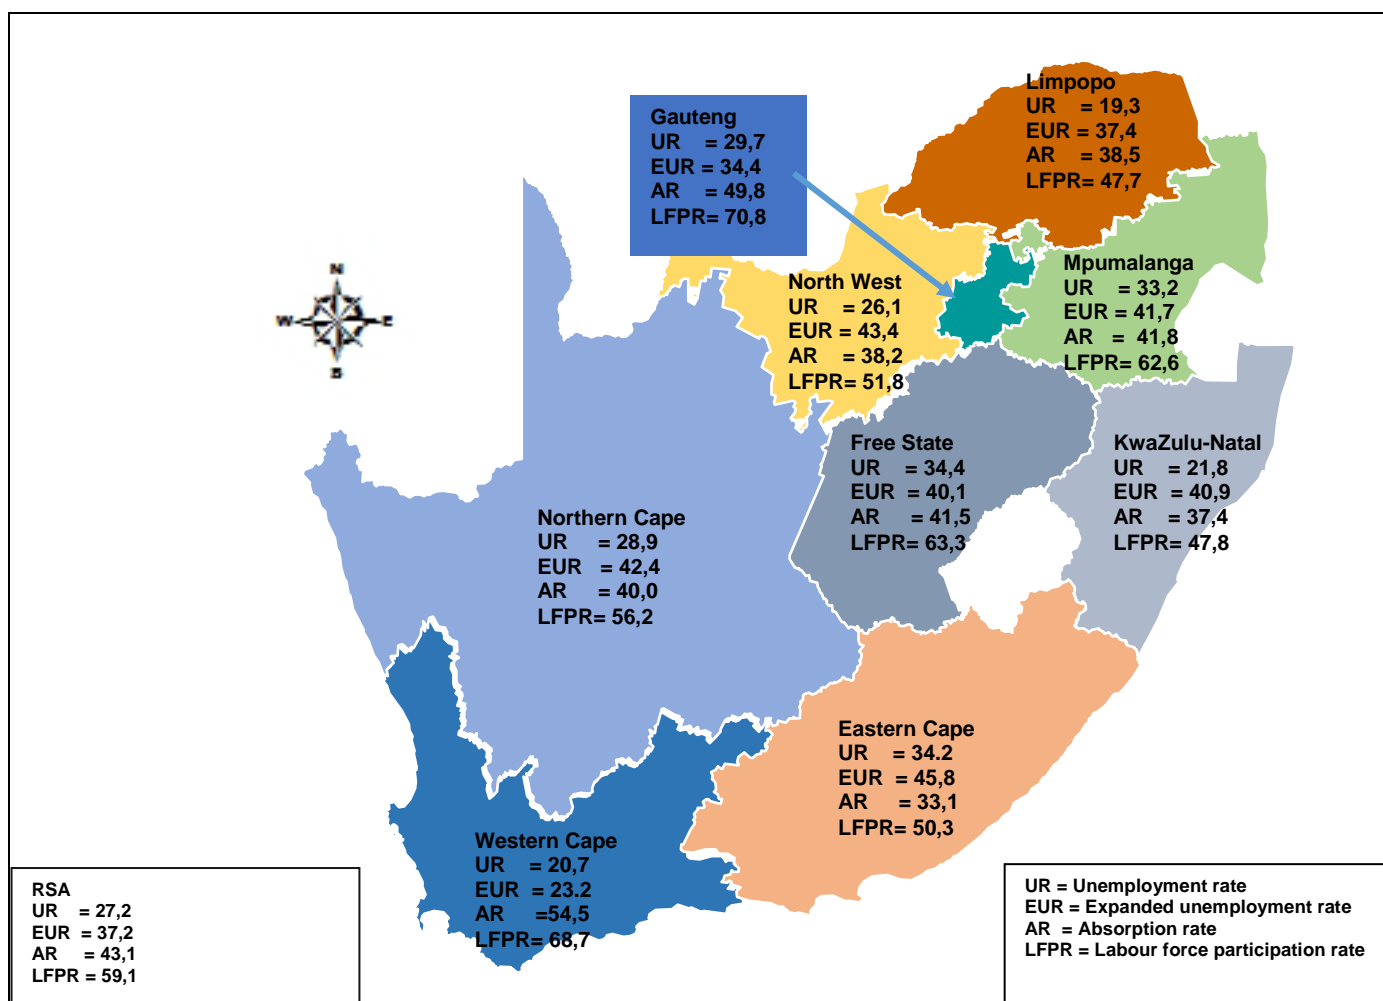 Limpopo
UR = 19,3
EUR = 37,4
AR = 38,5
LFPR= 47,7
Gauteng
UR = 29,7
EUR = 34,4
AR = 49,8
LFPR= 70,8
N
W
E
S
North West
UR = 26,1
EUR = 43,4
AR = 38,2
LFPR= 51,8
Mpumalanga
UR = 33,2
EUR = 41,7
AR = 41,8
LFPR= 62,6
Free State
UR = 34,4
EUR = 40,1
AR = 41,5
LFPR= 63,3
KwaZulu-Natal
UR = 21,8
EUR = 40,9
AR = 37,4
LFPR= 47,8
Northern Cape
UR = 28,9
EUR = 42,4
AR = 40,0
LFPR= 56,2
Eastern Cape
UR = 34.2
EUR = 45,8
AR = 33,1
LFPR= 50,3
Western Cape
UR = 20,7
EUR = 23.2
AR =54,5
LFPR= 68,7
RSA
UR = 27,2
EUR = 37,2
AR = 43,1
LFPR = 59,1
UR = Unemployment rate
EUR = Expanded unemployment rate
AR = Absorption rate
LFPR = Labour force participation rate